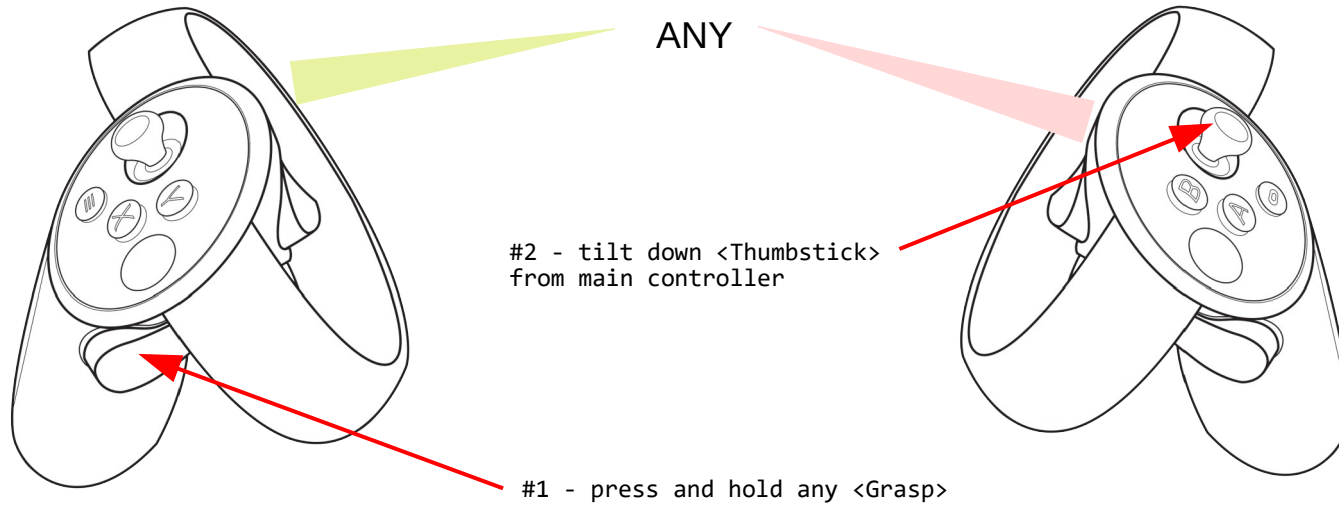 ANY
Y
X
B
A
#2 - tilt down <Thumbstick>
from main controller
#1 - press and hold any <Grasp>